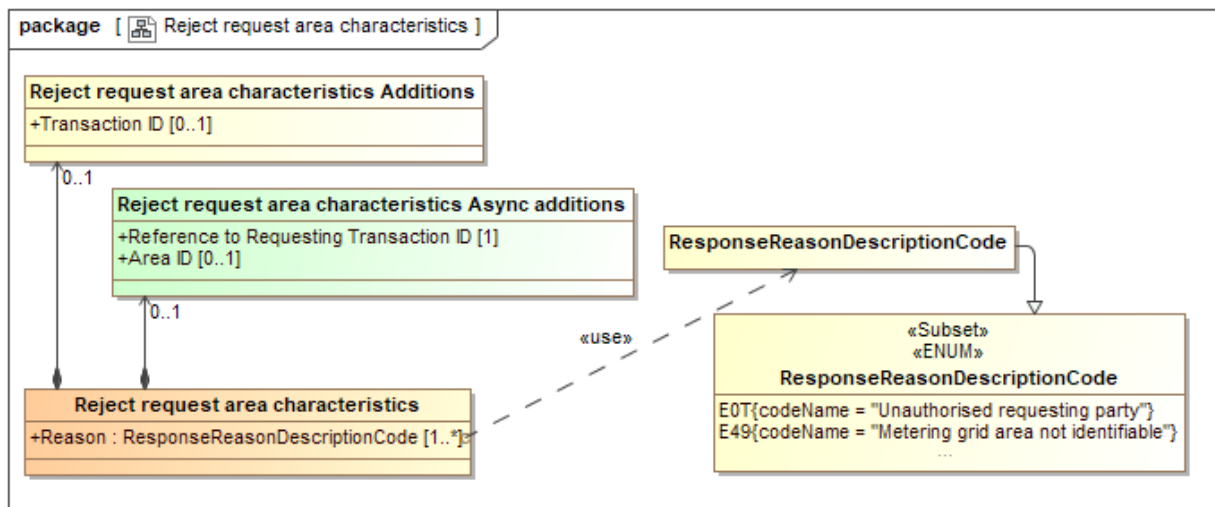 package [ Reject request area characteristics ]
Reject request area characteristics Additions
+Transaction ID [0..1]
0..1
Reject request area characteristics Async additions
+Reference to Requesting Transaction ID [1]
+Area ID [0..1]
0..1
ResponseReasonDescriptionCode
«use»
«Subset»
«ENUM»
ResponseReasonDescriptionCode
E0T{codeName = "Unauthorised requesting party"}
E49{codeName = "Metering grid area not identifiable"}
...
Reject request area characteristics
+Reason : ResponseReasonDescriptionCode [1..*]